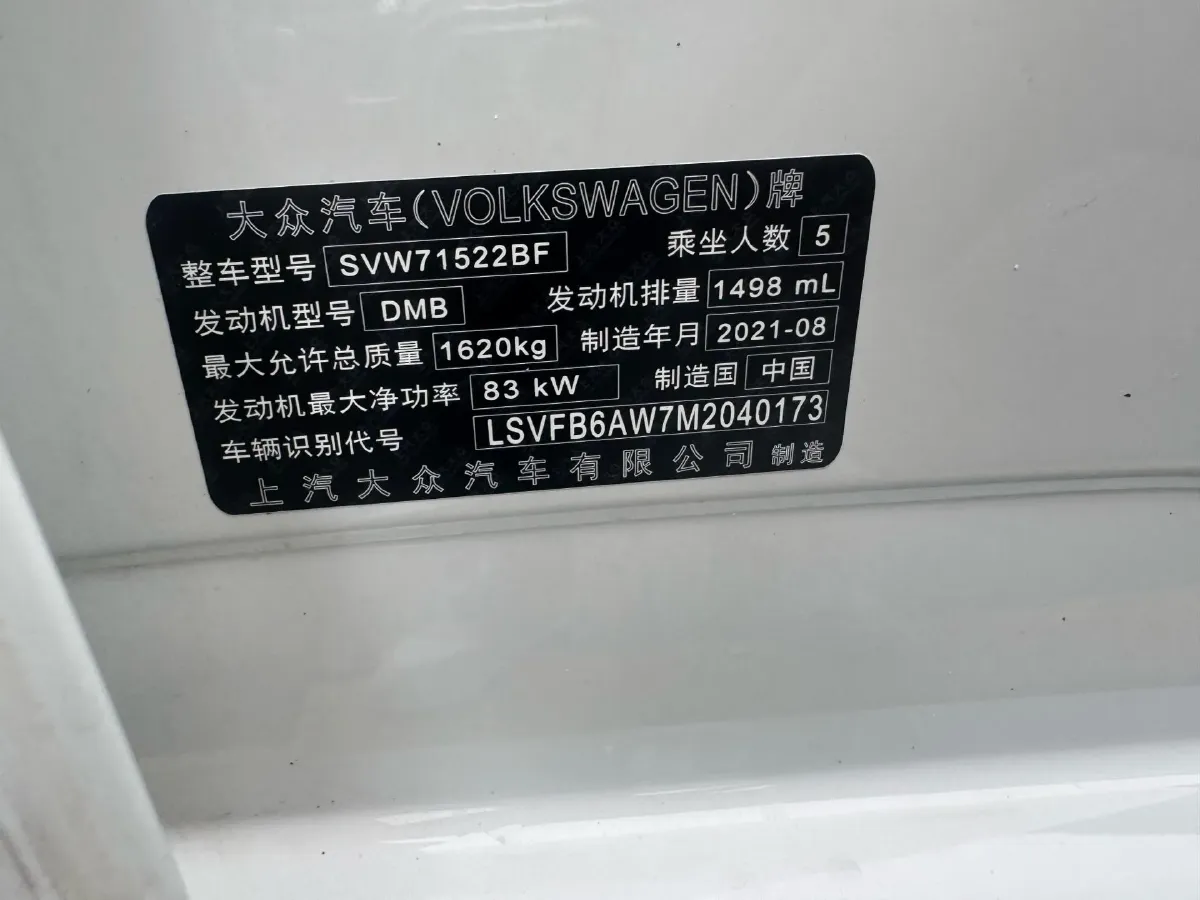 大众汽车(VOLKSWAGEN)牌
整车型号 SVW71522BF 乘坐人数 5
发动机型号 DMB 发动机排量 1498 mL
最大允许总质量 1620kg 制造年月 2021-08
发动机最大净功率 83 kW 制造国 中国
车辆识别代号 LSVFB6AW7M2040173
上汽大众汽车有限公司 制造